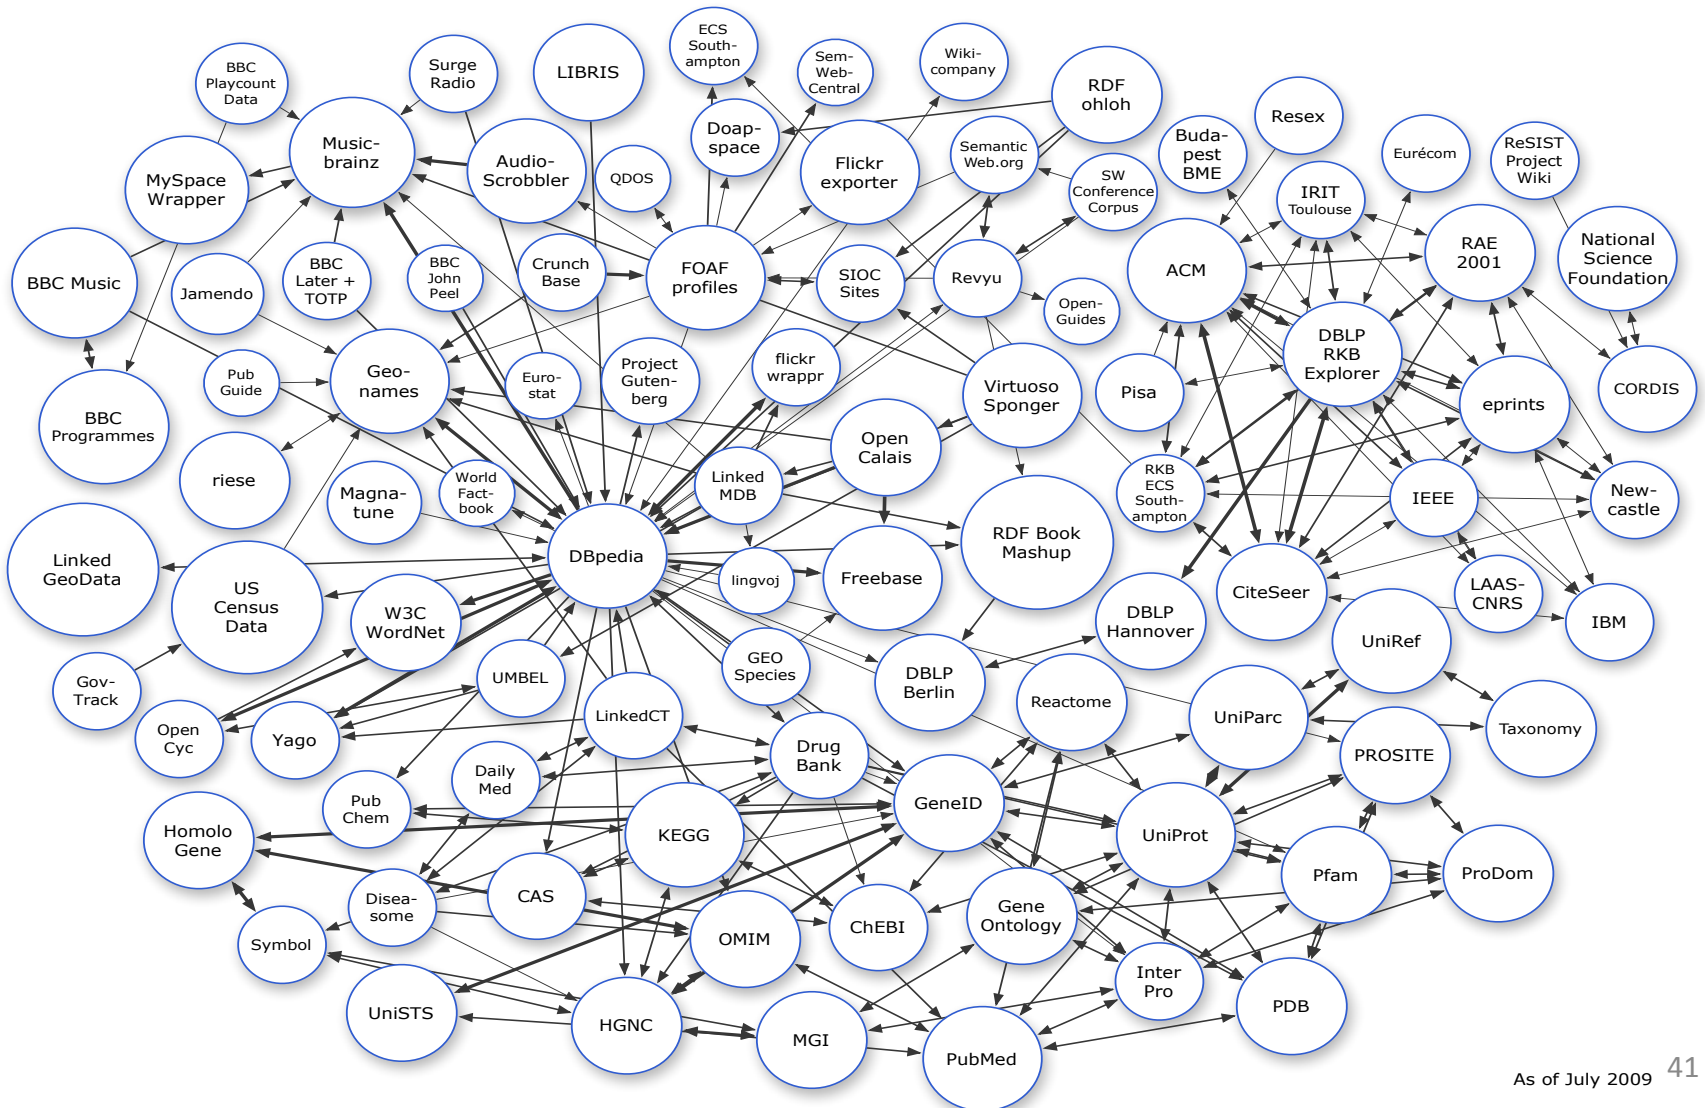 ECS
South-
ampton
Sem-
Web-
Central
Wiki-
company
BBC
Playcount
Data
Surge
Radio
LIBRIS
RDF
ohloh
Resex
Music-
brainz
Doap-
space
Flickr
exporter
Semantic
Web.org
Buda-
pest
BME
Eurécom
ReSIST
Project
Wiki
MySpace
Wrapper
Audio-
Scrobbler
QDOS
SW
Conference
Corpus
IRIT
Toulouse
BBC Music
Jamendo
BBC
Later +
TOTP
BBC
John
Peel
Crunch
Base
FOAF
profiles
SIOC
Sites
Revyu
Open-
Guides
ACM
RAE
2001
National
Science
Foundation
DBLP
RKB
Explorer
Pub
Guide
Geo-
names
Euro-
stat
Project
Guten-
berg
flickr
wrappr
Virtuoso
Sponger
Pisa
eprints
CORDIS
BBC
Programmes
riese
Magna-
tune
World
Fact-
book
Linked
MDB
Open
Calais
RKB
ECS
South-
ampton
IEEE
New-
castle
Linked
GeoData
US
Census
Data
W3C
WordNet
DBpedia
lingvoj
Freebase
RDF Book
Mashup
DBLP
Hannover
CiteSeer
LAAS-
CNRS
IBM
Gov-
Track
Open
Cyc
Yago
UMBEL
LinkedCT
GEO
Species
DBLP
Berlin
Reactome
UniParc
UniRef
Taxonomy
PROSITE
Daily
Med
Drug
Bank
Pub
Chem
Homolo
Gene
KEGG
GeneID
UniProt
Pfam
ProDom
Disea-
some
CAS
Symbol
OMIM
ChEBI
Gene
Ontology
Inter
Pro
PDB
UniSTS
HGNC
MGI
PubMed
As of July 2009
41